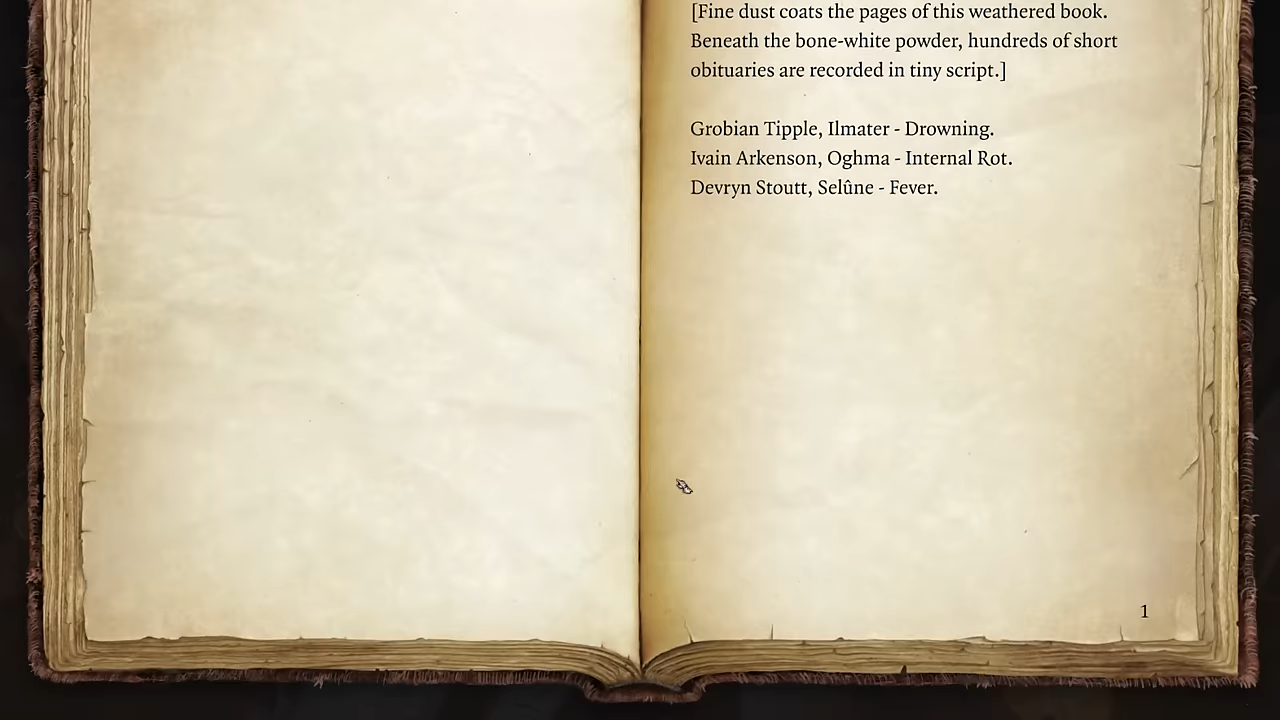 [Fine dust coats the pages of this weathered book.
Beneath the bone-white powder, hundreds of short
obituaries are recorded in tiny script.]
Grobian Tipple, Ilmater - Drowning.
Ivain Arkenson, Oghma - Internal Rot.
Devryn Stoutt, Selûne - Fever.
1